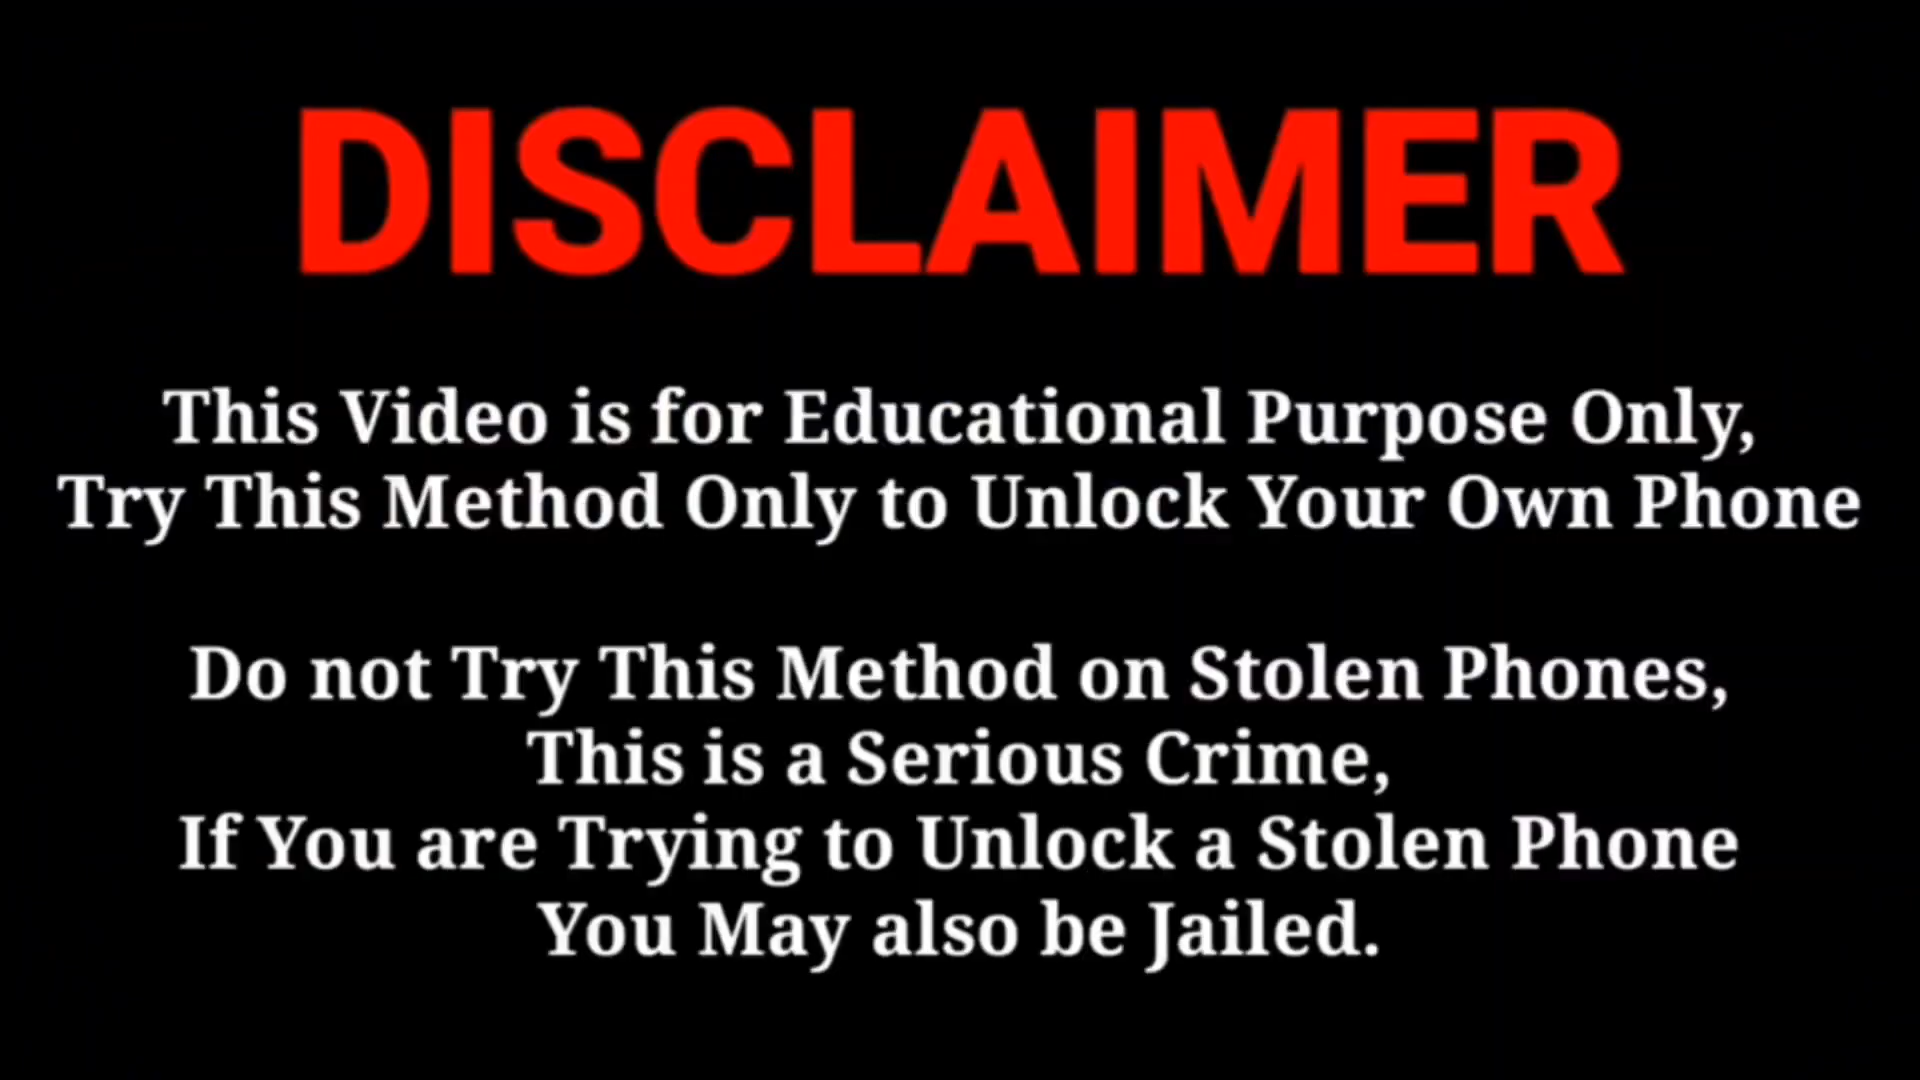 DISCLAIMER
This Video is for Educational Purpose Only,
Try This Method Only to Unlock Your Own Phone
Do not Try This Method on Stolen Phones,
This is a Serious Crime,
If You are Trying to Unlock a Stolen Phone
You May also be Jailed.